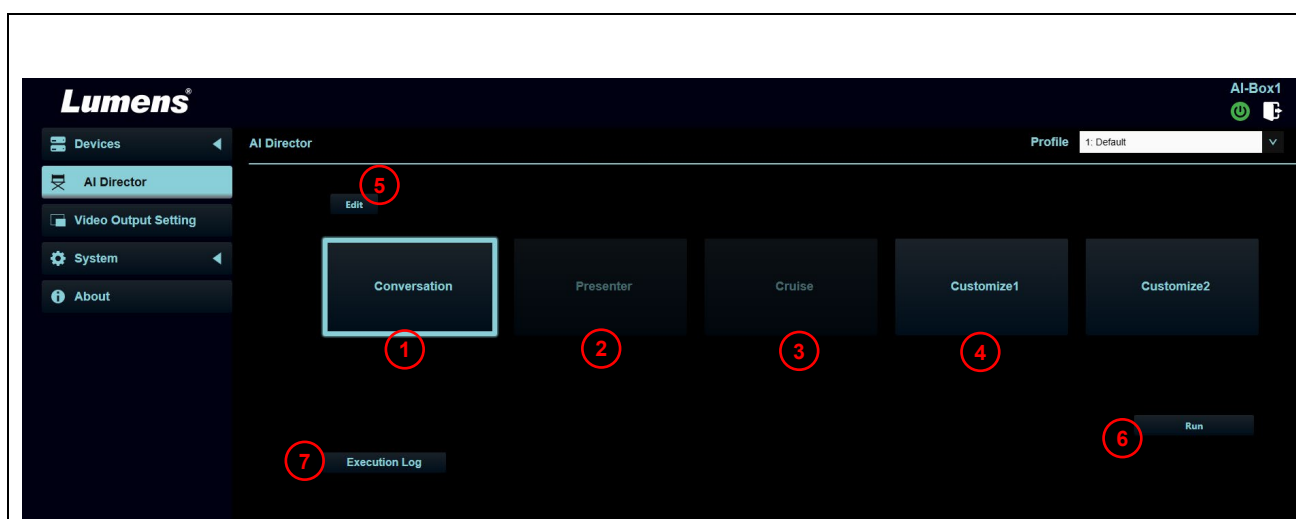 Lumens®
AI-Box1
Devices
AI Director
Profile
1: Default
AI Director
5
Edit
Video Output Setting
System
About
Conversation
Presenter
Cruise
Customize1
Customize2
1
2
3
4
Run
6
7
Execution Log